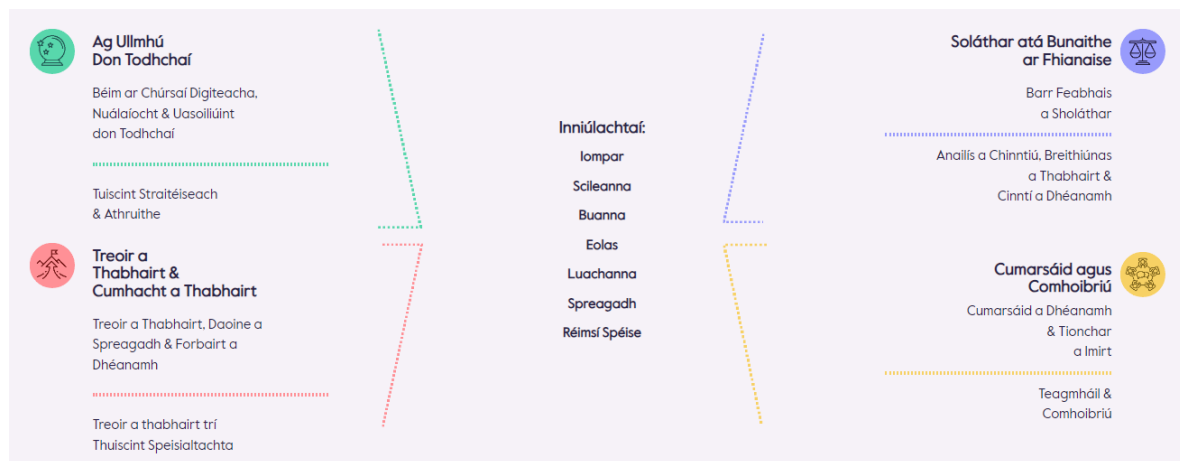 Ag Ullmhú
Don Todhchaí
Béim ar Chúrsaí Digiteacha,
Nuálaíocht & Uasoiliúint
don Todhchaí
Tuiscint Straitéiseach
& Athruithe
Treoir a
Thabhairt &
Cumhacht a Thabhairt
Treoir a Thabhairt, Daoine a
Spreagadh & Forbairt a
Dhéanamh
Treoir a thabhairt trí
Thuiscint Speisialtachta
Inniúlachtaí:
Iompar
Scileanna
Buanna
Eolas
Luachanna
Spreagadh
Réimsí Spéise
Soláthar atá Bunaithe
ar Fhianaise
Barr Feabhais
a Sholáthar
Anailís a Chinntiú, Breithiúnas
a Thabhairt &
Cinntí a Dhéanamh
Cumarsáid agus
Comhoibriú
Cumarsáid a Dhéanamh
& Tionchar
a Imirt
Teagmháil &
Comhoibriú